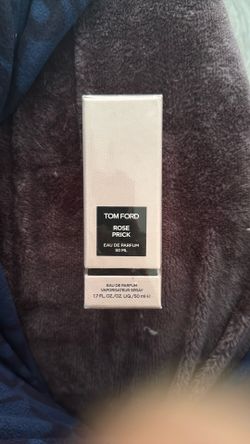 TOM FORD
ROSE
PRICK
EAU DE PARFUM
50 ML
EAU DE PARFUM
VAPORISATEUR SPRAY
1.7 FL.OZ./OZ. LIQ./50 ml ℮